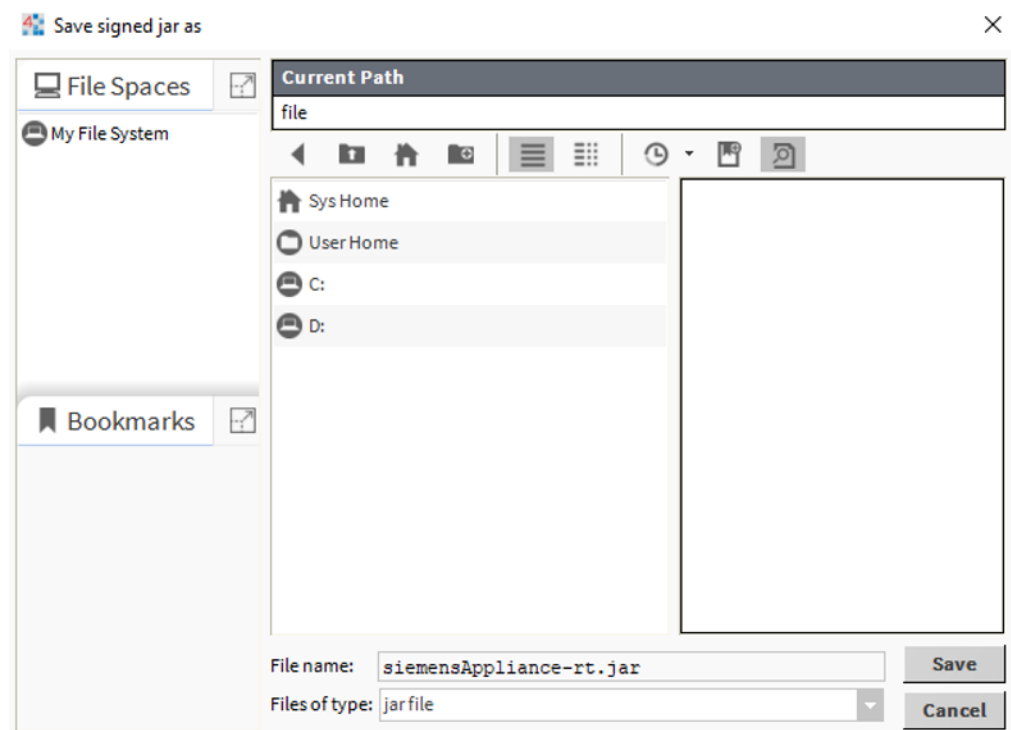 Save signed jar as
File Spaces
My File System
Bookmarks
Current Path
file
Sys Home
User Home
C:
D:
File name: siemensAppliance-rt.jar
Save
Files of type: jar file
Cancel